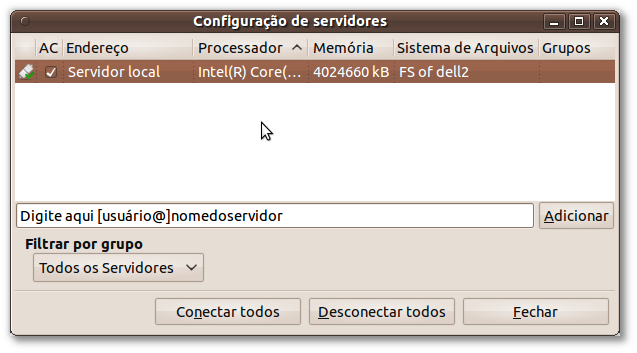 Configuração de servidores
AC Endereço Processador Memória Sistema de Arquivos Grupos
Servidor local Intel(R) Core(... 4024660 kB FS of dell2
Digite aqui [usuário@]nomedoservidor Adicionar
Filtrar por grupo
Todos os Servidores
Conectar todos Desconectar todos Fechar